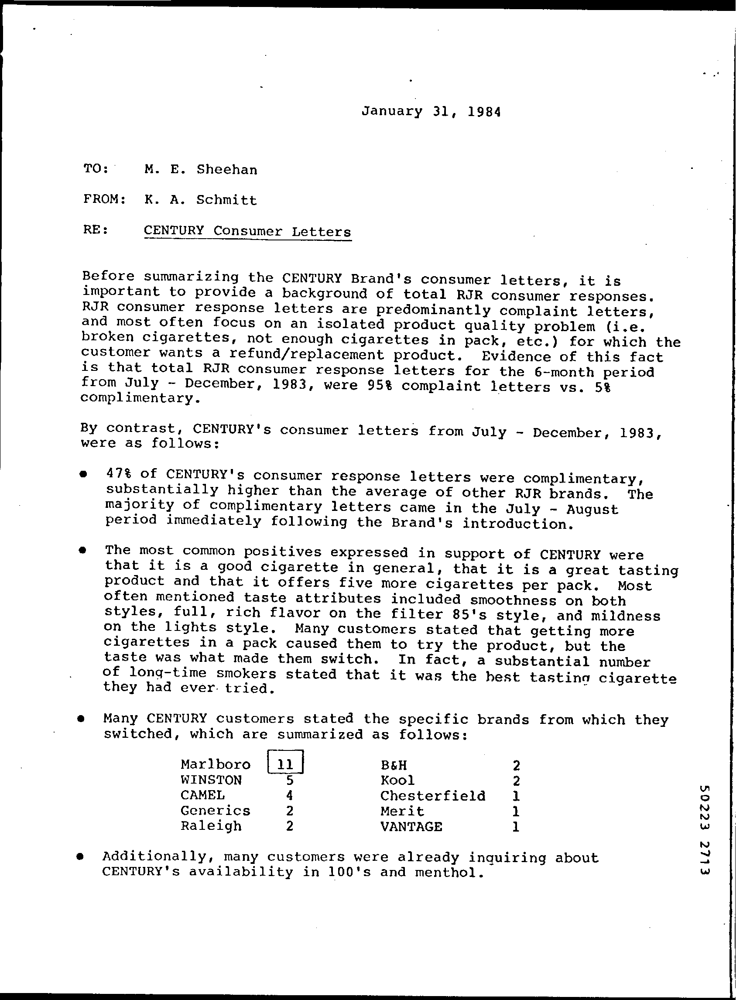 January 31, 1984
TO: M. E. Sheehan
FROM: K. A. Schmitt
RE: CENTURY Consumer Letters
Before summarizing the CENTURY Brand's consumer letters, it is
important to provide a background of total RJR consumer responses.
RJR consumer response letters are predominantly complaint letters,
and most often focus on an isolated product quality problem (i.e.
broken cigarettes, not enough cigarettes in pack, etc.) for which the
customer wants a refund/replacement product. Evidence of this fact
is that total RJR consumer response letters for the 6-month period
from July - December, 1983, were 95% complaint letters vs. 5%
complimentary.
By contrast, CENTURY's consumer letters from July - December, 1983,
were as follows:
● 47% of CENTURY's consumer response letters were complimentary,
substantially higher than the average of other RJR brands. The
majority of complimentary letters came in the July - August
period immediately following the Brand's introduction.
● The most common positives expressed in support of CENTURY were
that it is a good cigarette in general, that it is a great tasting
product and that it offers five more cigarettes per pack. Most
often mentioned taste attributes included smoothness on both
styles, full, rich flavor on the filter 85's style, and mildness
on the lights style. Many customers stated that getting more
cigarettes in a pack caused them to try the product, but the
taste was what made them switch. In fact, a substantial number
of long-time smokers stated that it was the best tasting cigarette
they had ever tried.
● Many CENTURY customers stated the specific brands from which they
switched, which are summarized as follows:
Marlboro 11 B&H 2
WINSTON 5 Kool 2
CAMEL 4 Chesterfield 1
Generics 2 Merit 1
Raleigh 2 VANTAGE 1
● Additionally, many customers were already inquiring about
CENTURY's availability in 100's and menthol.
50223 2713